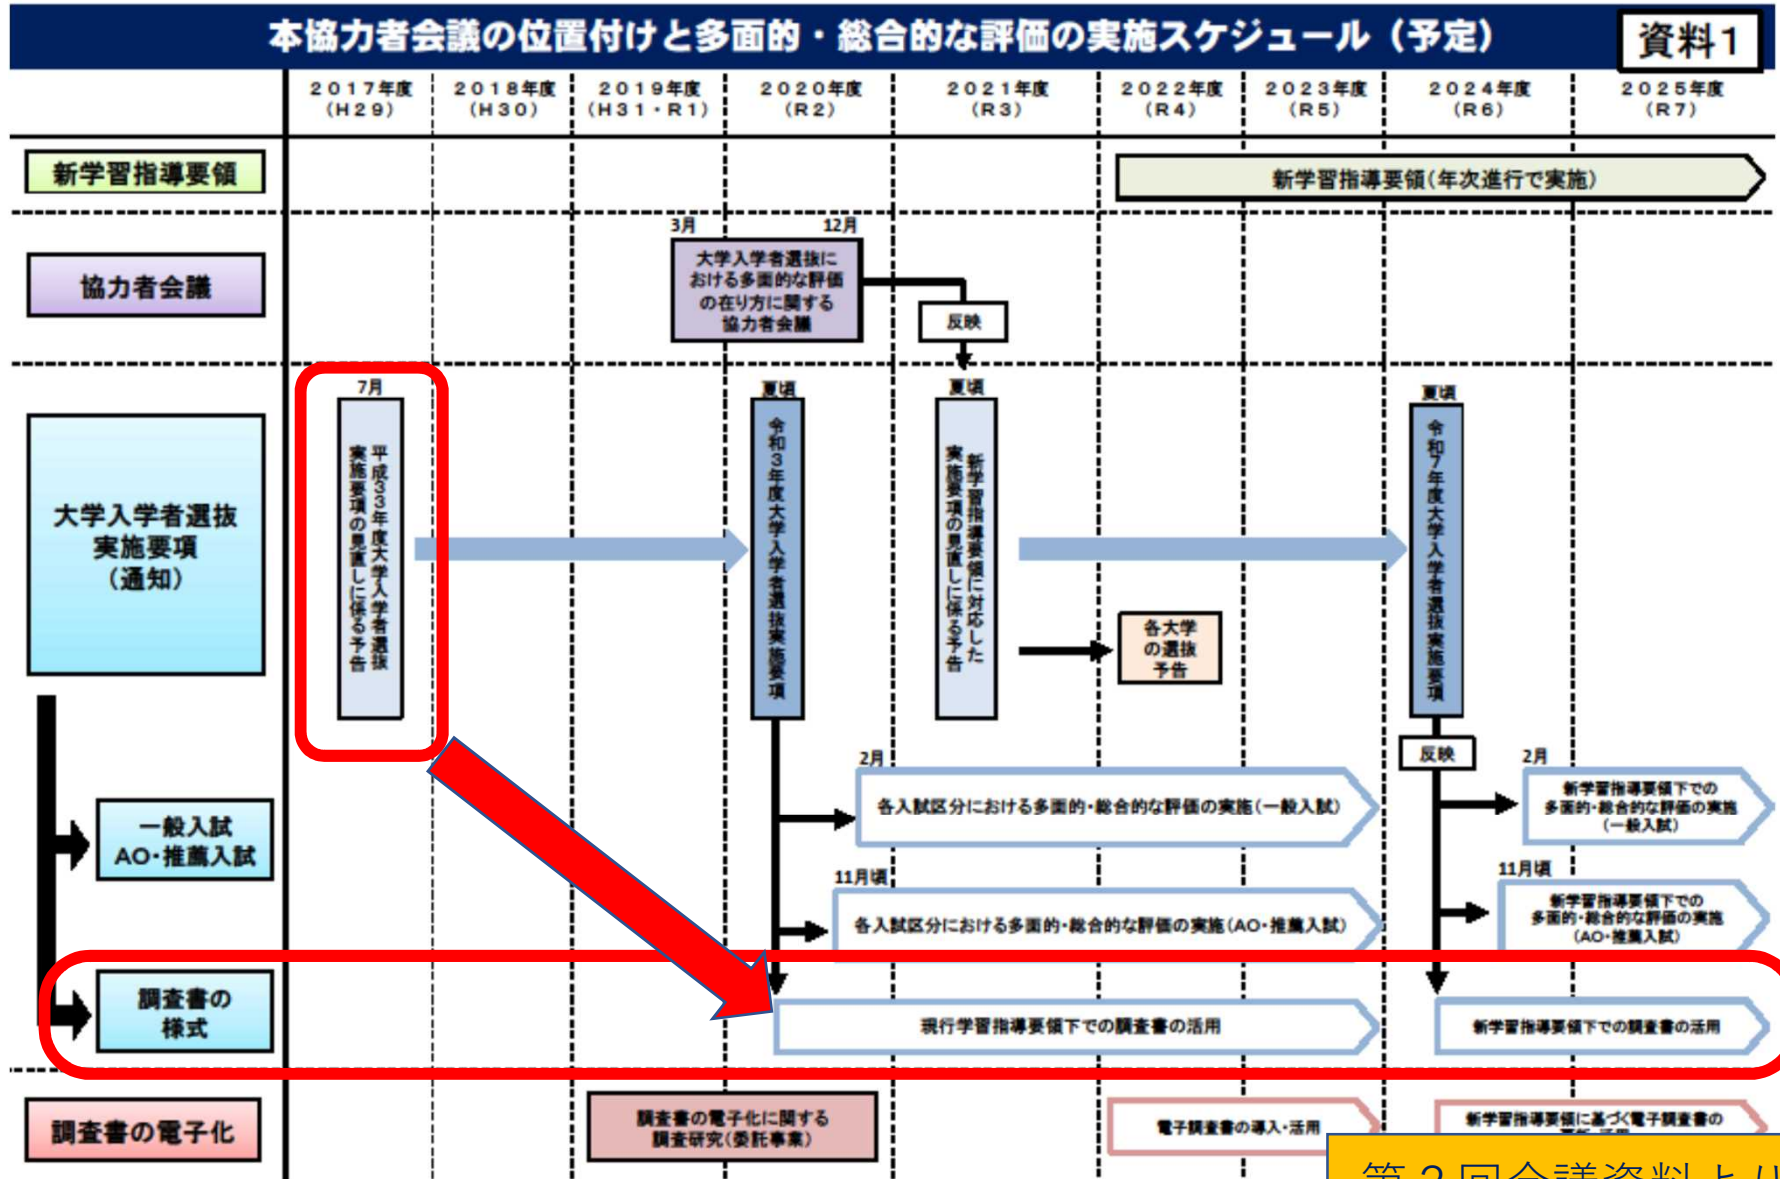 本協力者会議の位置付けと多面的・総合的な評価の実施スケジュール（予定）
資料1
２０１７年度
（H２９）
２０１８年度
（H３０）
２０１９年度
（H３１・R１）
２０２０年度
（R２）
２０２１年度
（R３）
２０２２年度
（R４）
２０２３年度
（R５）
２０２４年度
（R６）
２０２５年度
（R７）
新学習指導要領
新学習指導要領（年次進行で実施）
協力者会議
3月
12月
大学入学者選抜に
おける多面的な評価
の在り方に関する
協力者会議
反映
大学入学者選抜
実施要項
（通知）
7月
平成33年度大学入学者選抜
実施要項の見直しに係る予告
夏頃
令和3年度大学入学者選抜実施要項
夏頃
新学習指導要領に対応した
実施要項の見直しに係る予告
各大学
の選抜
予告
夏頃
令和7年度大学入学者選抜実施要項
反映
一般入試
AO・推薦入試
2月
各入試区分における多面的・総合的な評価の実施（一般入試）
2月
新学習指導要領下での
多面的・総合的な評価の実施
（一般入試）
11月頃
各入試区分における多面的・総合的な評価の実施（AO・推薦入試）
11月頃
新学習指導要領下での
多面的・総合的な評価の実施
（AO・推薦入試）
調査書の
様式
現行学習指導要領下での調査書の活用
新学習指導要領下での調査書の活用
調査書の電子化
調査書の電子化に関する
調査研究（委託事業）
電子調査書の導入・活用
新学習指導要領に基づく電子調査書の